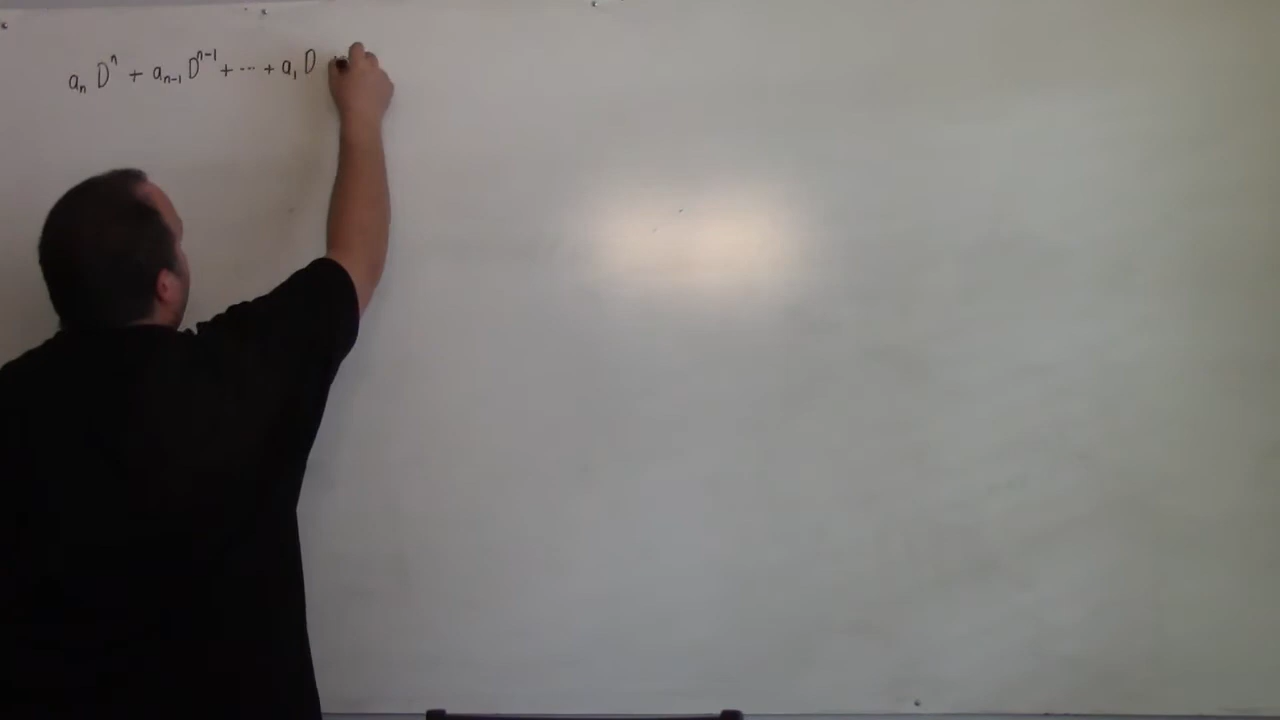 aₙ Dⁿ + aₙ₋₁ Dⁿ⁻¹ + ⋯ + a₁ D